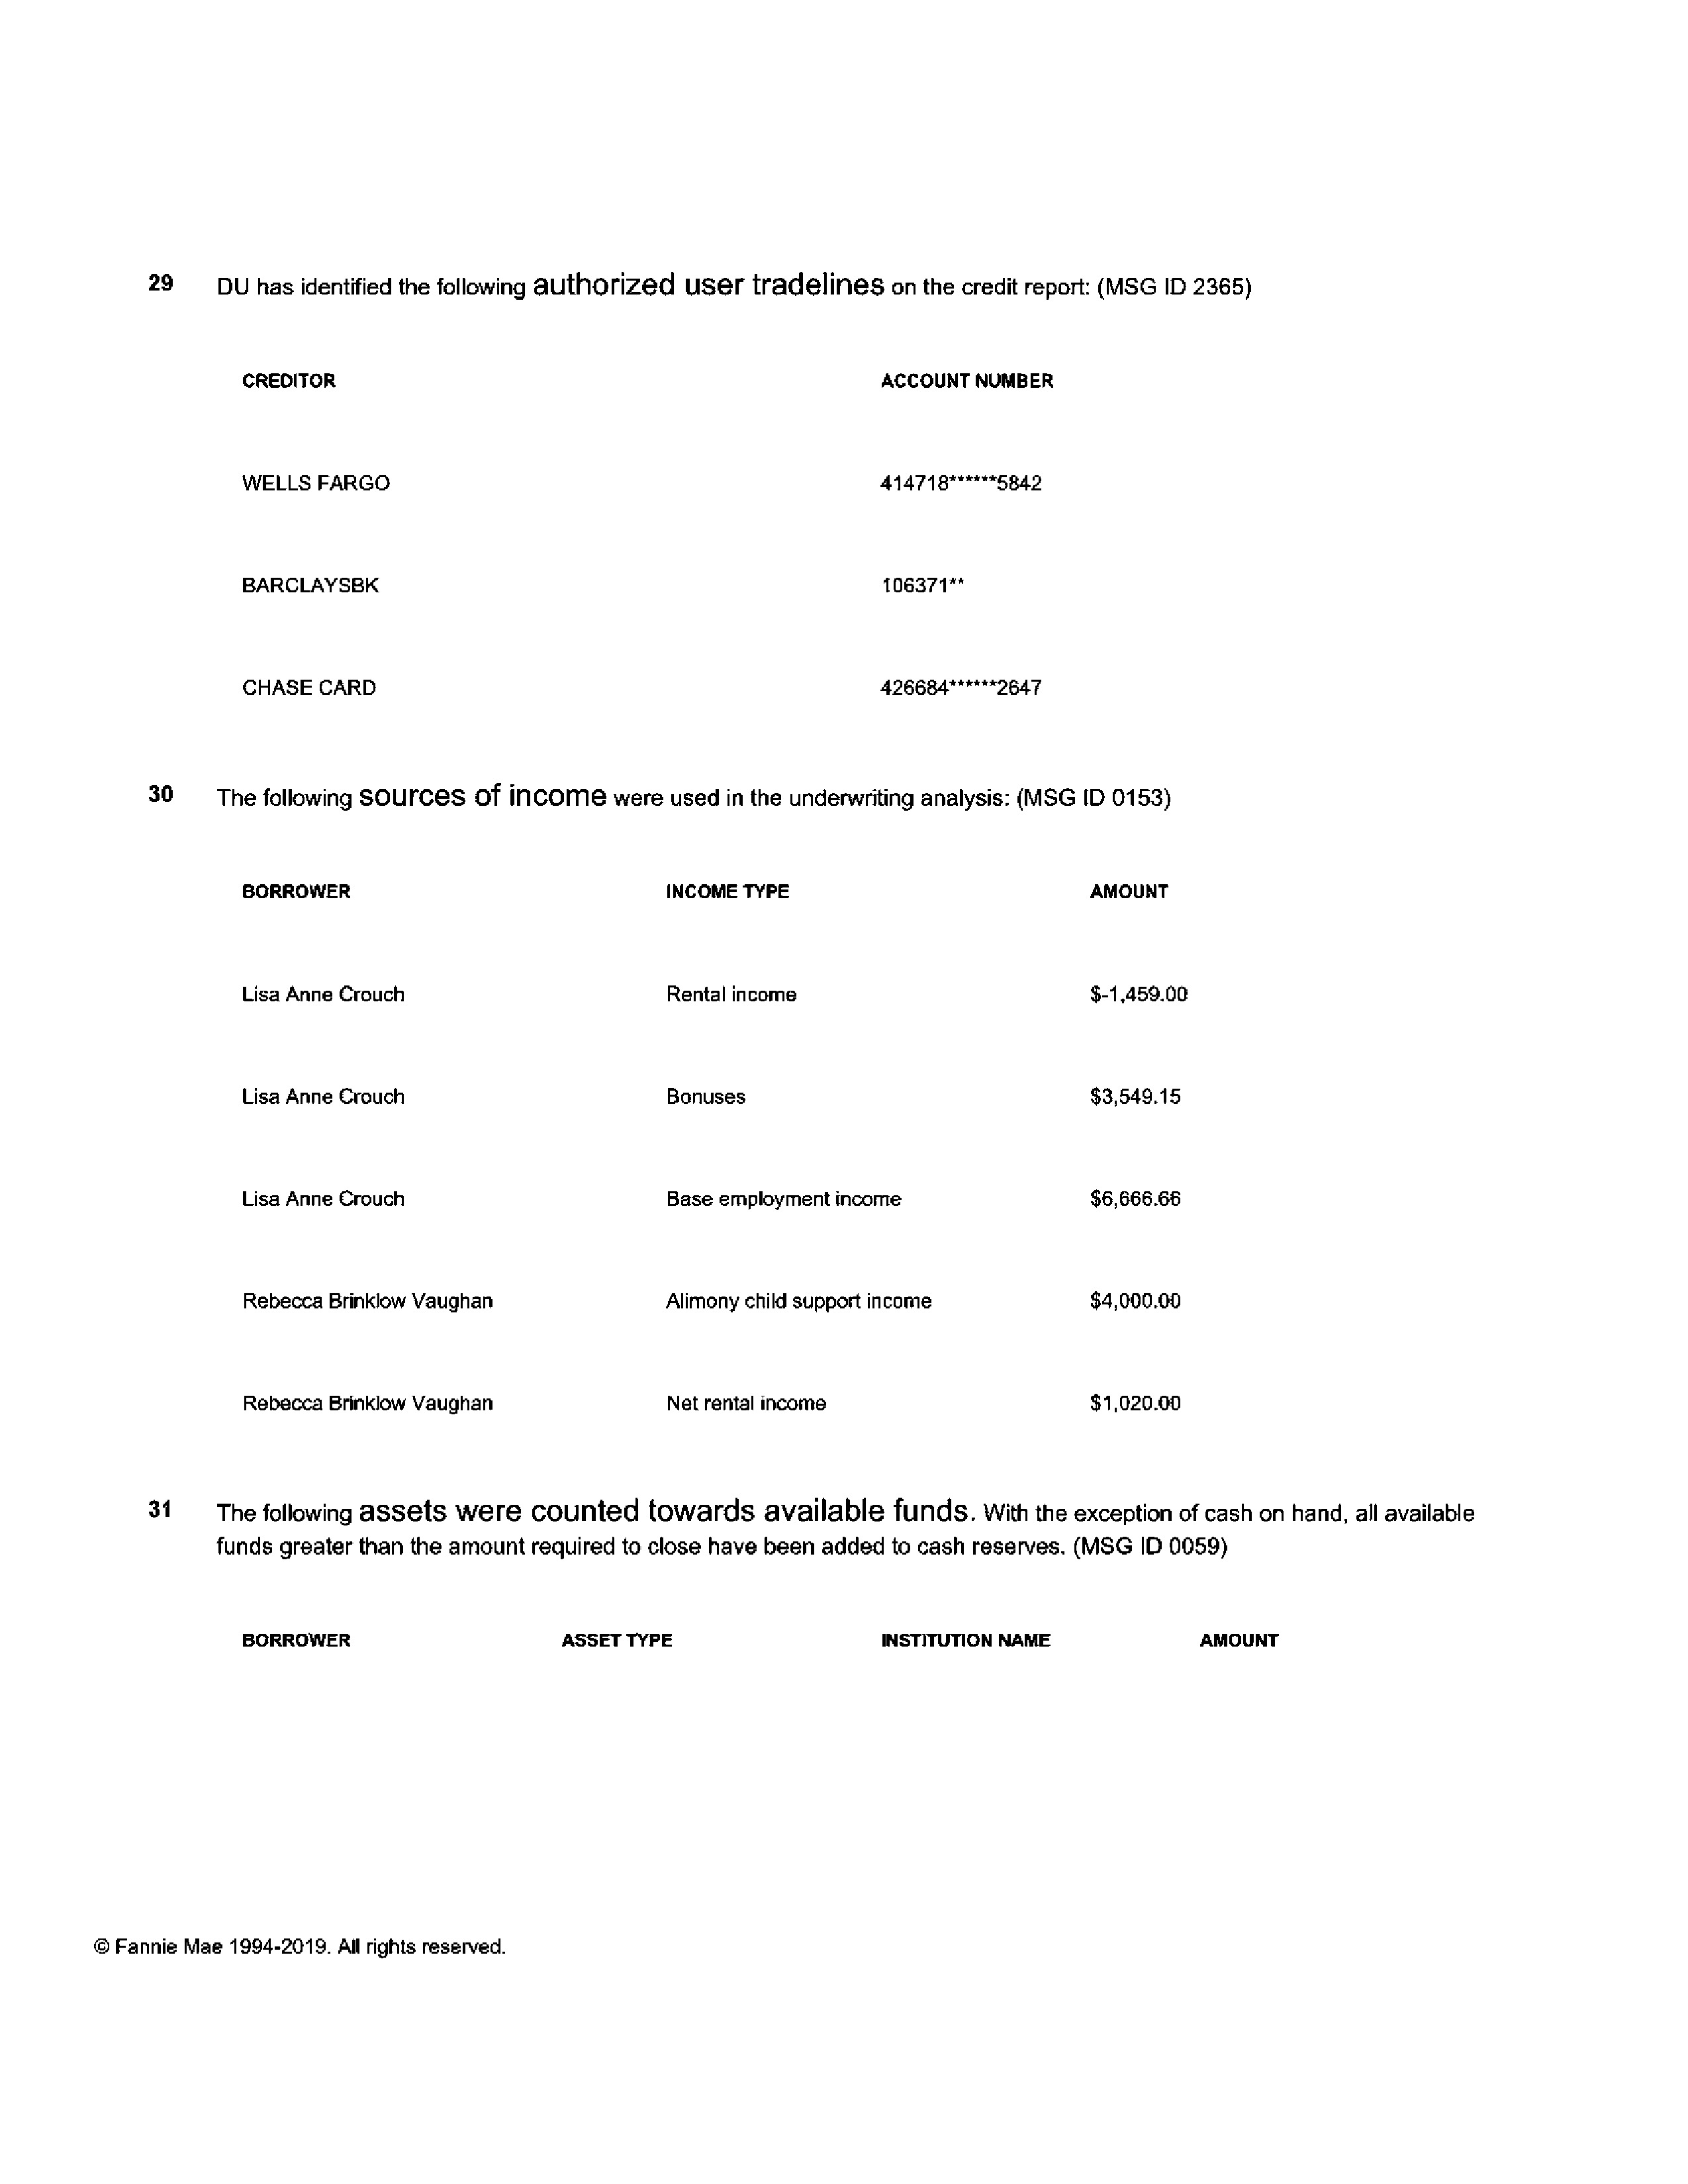 29 DU has identified the following authorized user tradelines on the credit report: (MSG ID 2365)
CREDITOR ACCOUNT NUMBER
WELLS FARGO 414718******5842
BARCLAYSBK 106371**
CHASE CARD 426684******2647
30 The following sources of income were used in the underwriting analysis: (MSG ID 0153)
BORROWER INCOME TYPE AMOUNT
Lisa Anne Crouch Rental income $-1,459.00
Lisa Anne Crouch Bonuses $3,549.15
Lisa Anne Crouch Base employment income $6,666.66
Rebecca Brinklow Vaughan Alimony child support income $4,000.00
Rebecca Brinklow Vaughan Net rental income $1,020.00
31 The following assets were counted towards available funds. With the exception of cash on hand, all available
funds greater than the amount required to close have been added to cash reserves. (MSG ID 0059)
BORROWER ASSET TYPE INSTITUTION NAME AMOUNT
© Fannie Mae 1994-2019. All rights reserved.